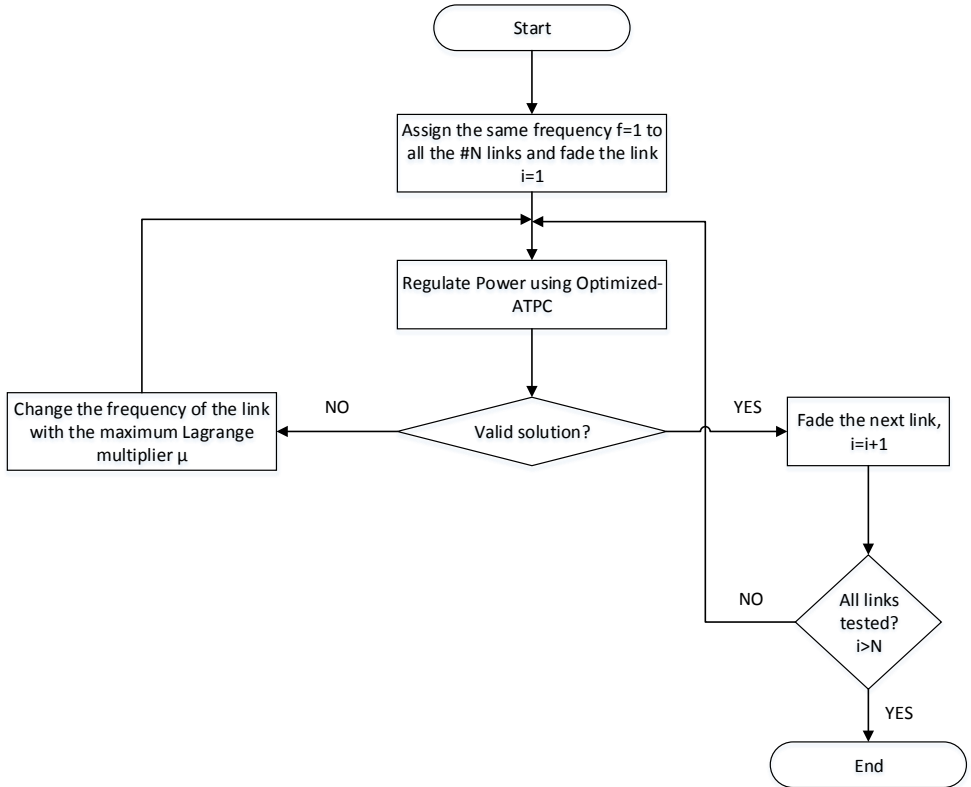 Start
Assign the same frequency f=1 to
all the #N links and fade the link
i=1
Regulate Power using Optimized-
ATPC
Change the frequency of the link
with the maximum Lagrange
multiplier μ
NO
Valid solution?
YES
Fade the next link,
i=i+1
NO
All links
tested?
i>N
YES
End